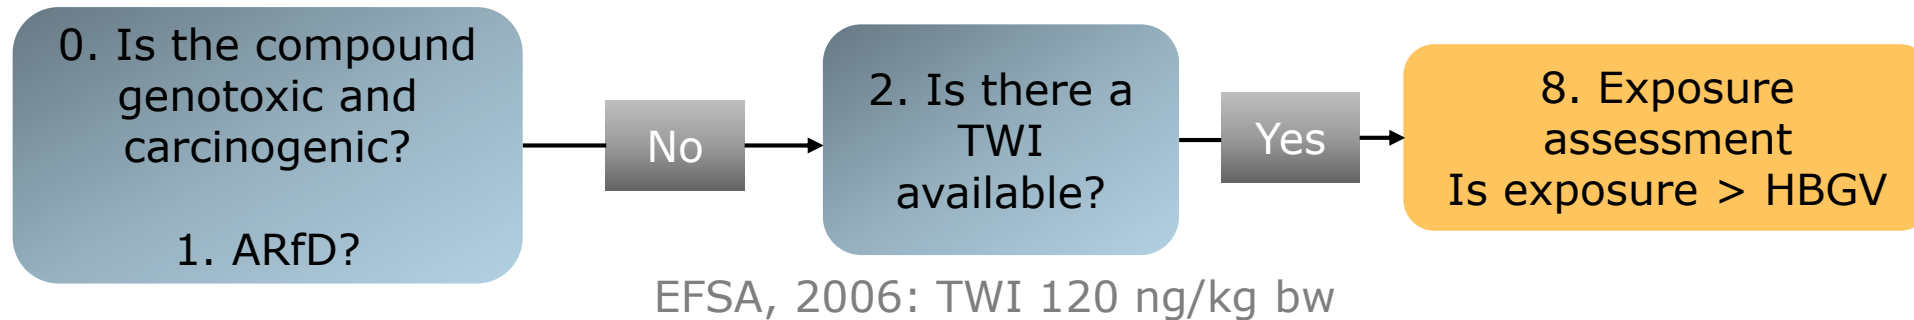 0. Is the compound
genotoxic and
carcinogenic?
1. ARfD?
No
2. Is there a
TWI
available?
Yes
8. Exposure
assessment
Is exposure > HBGV
EFSA, 2006: TWI 120 ng/kg bw